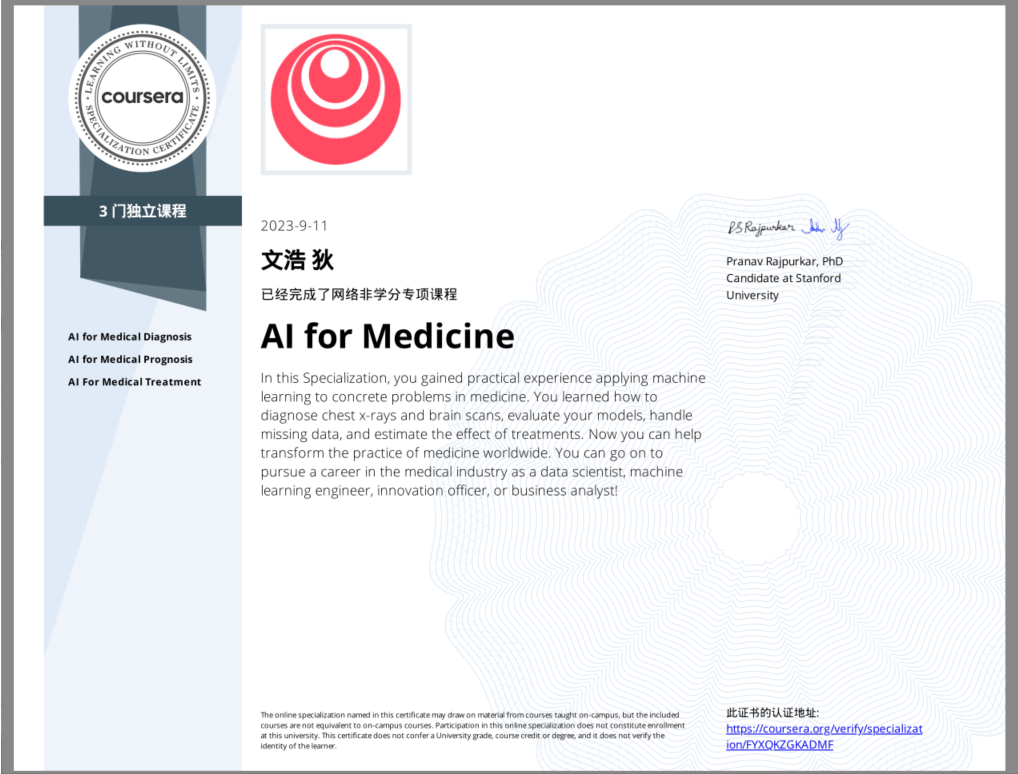 LEARNING WITHOUT LIMITS
coursera
SPECIALIZATION CERTIFICATE
3 门独立课程
AI for Medical Diagnosis
AI for Medical Prognosis
AI For Medical Treatment
2023-9-11
文浩 狄
已经完成了网络非学分专项课程
AI for Medicine
In this Specialization, you gained practical experience applying machine
learning to concrete problems in medicine. You learned how to
diagnose chest x-rays and brain scans, evaluate your models, handle
missing data, and estimate the effect of treatments. Now you can help
transform the practice of medicine worldwide. You can go on to
pursue a career in the medical industry as a data scientist, machine
learning engineer, innovation officer, or business analyst!
PSRajpurkar
Pranav Rajpurkar, PhD
Candidate at Stanford
University
The online specialization named in this certificate may draw on material from courses taught on-campus, but the included
courses are not equivalent to on-campus courses. Participation in this online specialization does not constitute enrollment
at this university. This certificate does not confer a University grade, course credit or degree, and it does not verify the
identity of the learner.
此证书的认证地址:
https://coursera.org/verify/specializat
ion/FYXQKZGKADMF